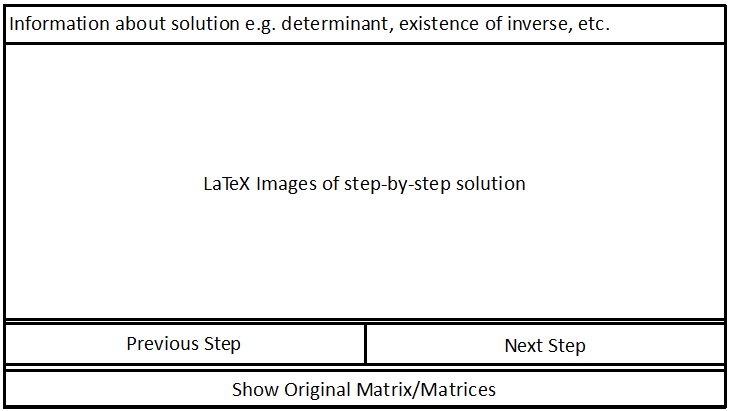 Information about solution e.g. determinant, existence of inverse, etc.
LaTeX Images of step-by-step solution
Previous Step
Next Step
Show Original Matrix/Matrices